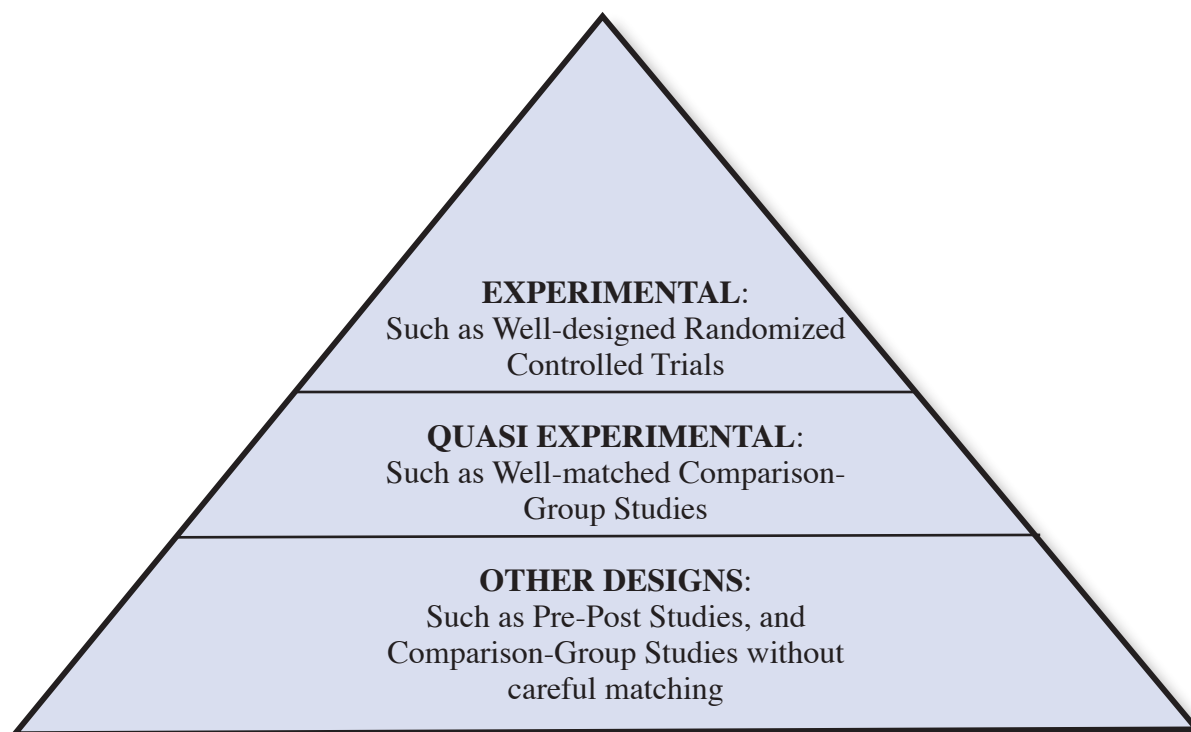 EXPERIMENTAL:
Such as Well-designed Randomized
Controlled Trials
QUASI EXPERIMENTAL:
Such as Well-matched Comparison-
Group Studies
OTHER DESIGNS:
Such as Pre-Post Studies, and
Comparison-Group Studies without
careful matching